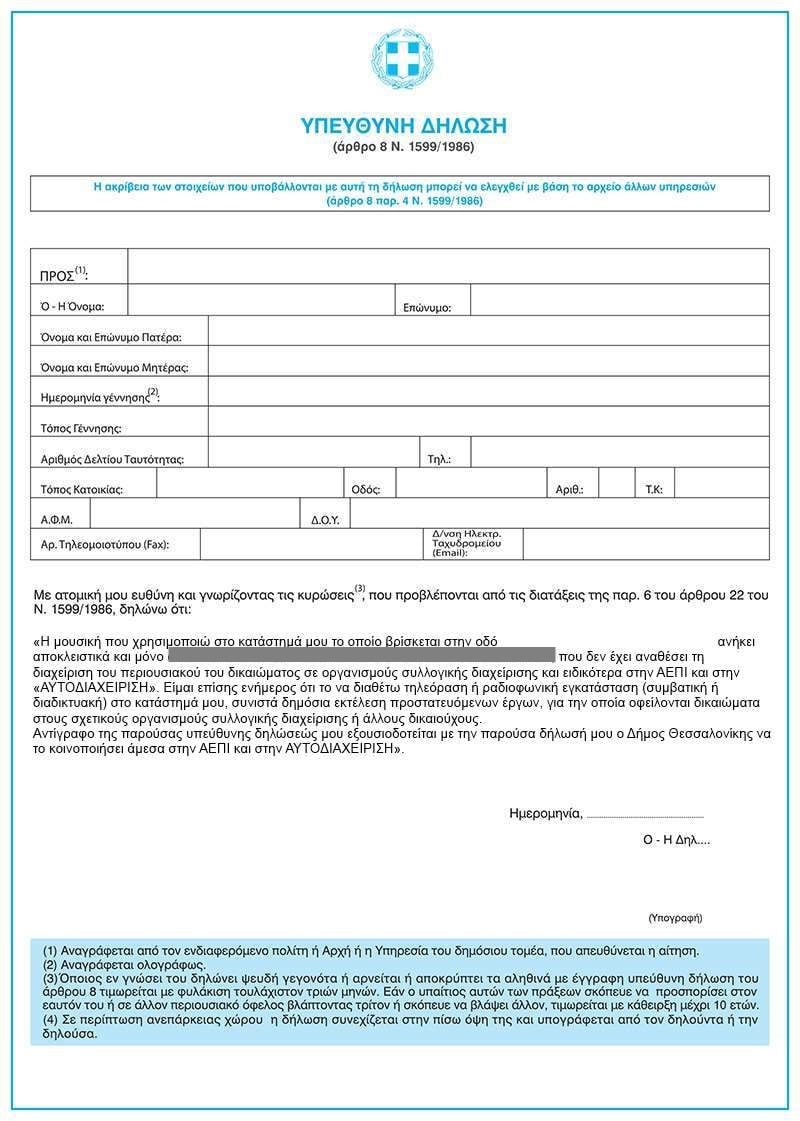 ΥΠΕΥΘΥΝΗ ΔΗΛΩΣΗ
(άρθρο 8 Ν. 1599/1986)
Η ακρίβεια των στοιχείων που υποβάλλονται με αυτή τη δήλωση μπορεί να ελεγχθεί με βάση το αρχείο άλλων υπηρεσιών
(άρθρο 8 παρ. 4 Ν. 1599/1986)
ΠΡΟΣ(1):
Ό - Η Όνομα: Επώνυμο:
Όνομα και Επώνυμο Πατέρα:
Όνομα και Επώνυμο Μητέρας:
Ημερομηνία γέννησης(2):
Τόπος Γέννησης:
Αριθμός Δελτίου Ταυτότητας: Τηλ.:
Τόπος Κατοικίας: Οδός: Αριθ.: Τ.Κ:
Α.Φ.Μ. Δ.Ο.Υ.
Αρ. Τηλεομοιοτύπου (Fax): Δ/νση Ηλεκτρ.
Ταχυδρομείου
(Email):
Με ατομική μου ευθύνη και γνωρίζοντας τις κυρώσεις(3), που προβλέπονται από τις διατάξεις της παρ. 6 του άρθρου 22 του
Ν. 1599/1986, δηλώνω ότι:
«Η μουσική που χρησιμοποιώ στο κατάστημά μου το οποίο βρίσκεται στην οδό ανήκει
αποκλειστικά και μόνο , που δεν έχει αναθέσει τη
διαχείριση του περιουσιακού του δικαιώματος σε οργανισμούς συλλογικής διαχείρισης και ειδικότερα στην ΑΕΠΙ και στην
«ΑΥΤΟΔΙΑΧΕΙΡΙΣΗ». Είμαι επίσης ενήμερος ότι το να διαθέτω τηλεόραση ή ραδιοφωνική εγκατάσταση (συμβατική ή
διαδικτυακή) στο κατάστημά μου, συνιστά δημόσια εκτέλεση προστατευόμενων έργων, για την οποία οφείλονται δικαιώματα
στους σχετικούς οργανισμούς συλλογικής διαχείρισης ή άλλους δικαιούχους.
Αντίγραφο της παρούσας υπεύθυνης δηλώσεώς μου εξουσιοδοτείται με την παρούσα δήλωσή μου ο Δήμος Θεσσαλονίκης να
το κοινοποιήσει άμεσα στην ΑΕΠΙ και στην ΑΥΤΟΔΙΑΧΕΙΡΙΣΗ».
Ημερομηνία, ..............................
Ο - Η Δηλ....
(Υπογραφή)
(1) Αναγράφεται από τον ενδιαφερόμενο πολίτη ή Αρχή ή η Υπηρεσία του δημόσιου τομέα, που απευθύνεται η αίτηση.
(2) Αναγράφεται ολογράφως.
(3) Όποιος εν γνώσει του δηλώνει ψευδή γεγονότα ή αρνείται ή αποκρύπτει τα αληθινά με έγγραφη υπεύθυνη δήλωση του
άρθρου 8 τιμωρείται με φυλάκιση τουλάχιστον τριών μηνών. Εάν ο υπαίτιος αυτών των πράξεων σκόπευε να προσπορίσει στον
εαυτόν του ή σε άλλον περιουσιακό όφελος βλάπτοντας τρίτον ή σκόπευε να βλάψει άλλον, τιμωρείται με κάθειρξη μέχρι 10 ετών.
(4) Σε περίπτωση ανεπάρκειας χώρου η δήλωση συνεχίζεται στην πίσω όψη της και υπογράφεται από τον δηλούντα ή την
δηλούσα.